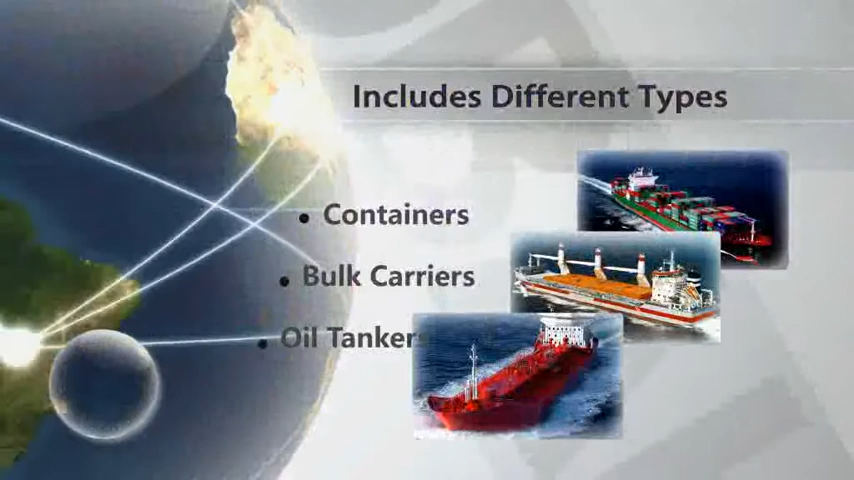 Includes Different Types
• Containers
• Bulk Carriers
• Oil Tankers